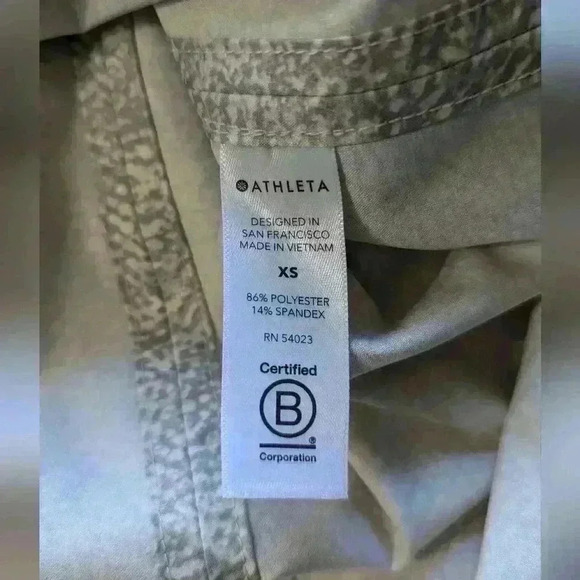 ATHLETA
DESIGNED IN
SAN FRANCISCO
MADE IN VIETNAM
XS
86% POLYESTER
14% SPANDEX
RN 54023
Certified
B
®
Corporation